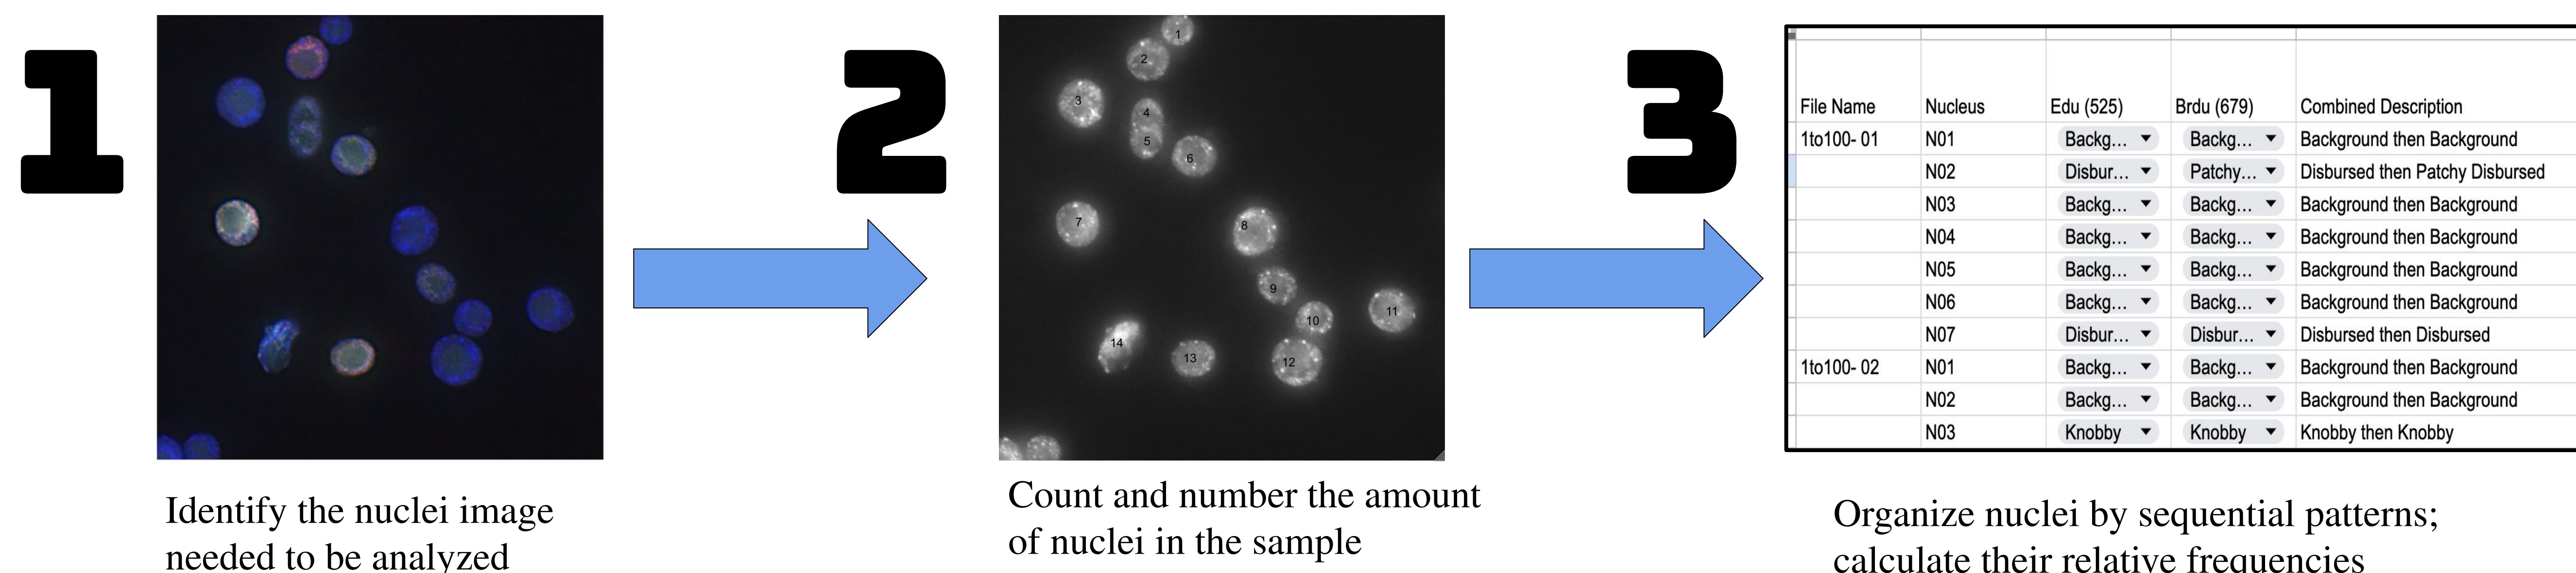 1
2
3
1
2
3
4
5
6
7
8
9
10
11
12
13
14
File Name Nucleus Edu (525) Brdu (679) Combined Description
1to100- 01 N01 Backg... Backg... Background then Background
N02 Disbur... Patchy... Disbursed then Patchy Disbursed
N03 Backg... Backg... Background then Background
N04 Backg... Backg... Background then Background
N05 Backg... Backg... Background then Background
N06 Backg... Backg... Background then Background
N07 Disbur... Disbur... Disbursed then Disbursed
1to100- 02 N01 Backg... Backg... Background then Background
N02 Backg... Backg... Background then Background
N03 Knobby Knobby Knobby then Knobby
Identify the nuclei image
needed to be analyzed
Count and number the amount
of nuclei in the sample
Organize nuclei by sequential patterns;
calculate their relative frequencies